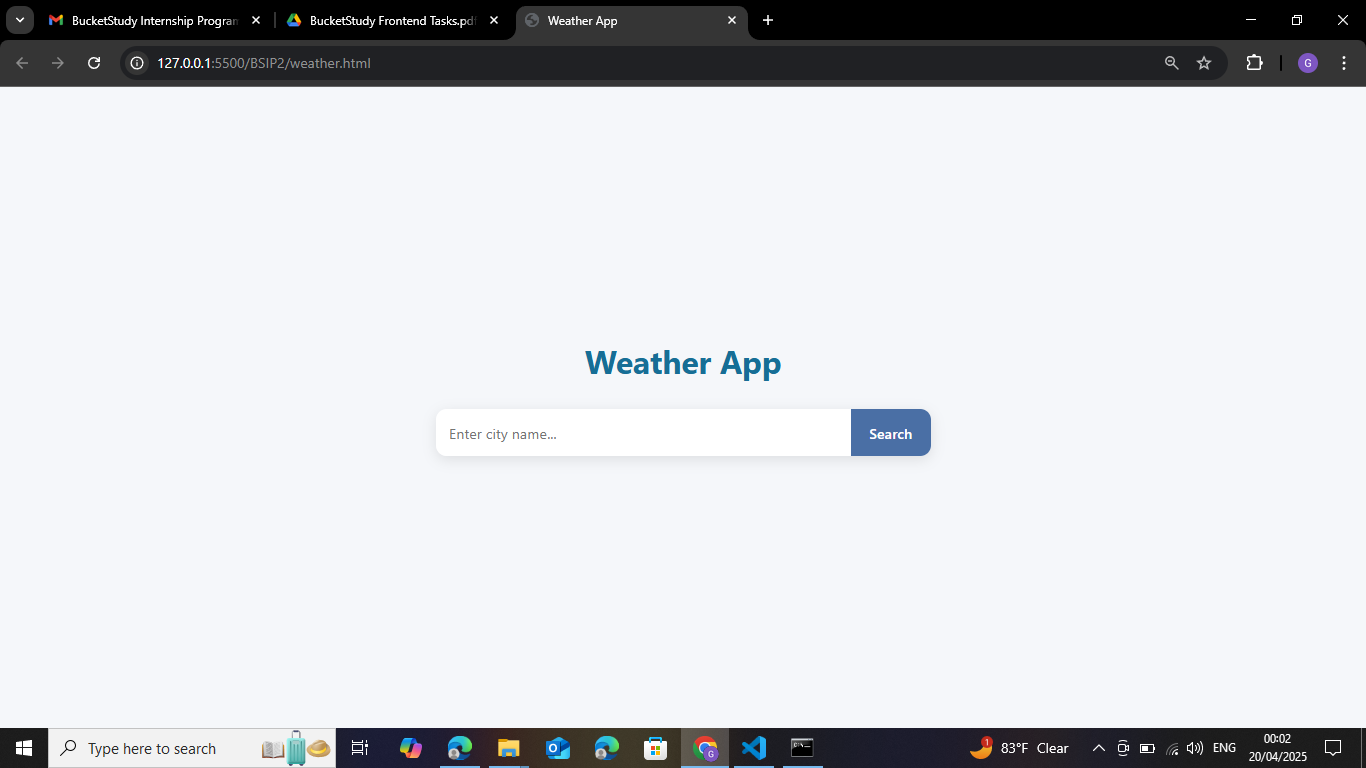 BucketStudy Internship Program
BucketStudy Frontend Tasks.pdf
Weather App
127.0.0.1:5500/BSIP2/weather.html
G
Weather App
Enter city name...
Search
Type here to search
G
1
83°F Clear
ENG
00:02
20/04/2025